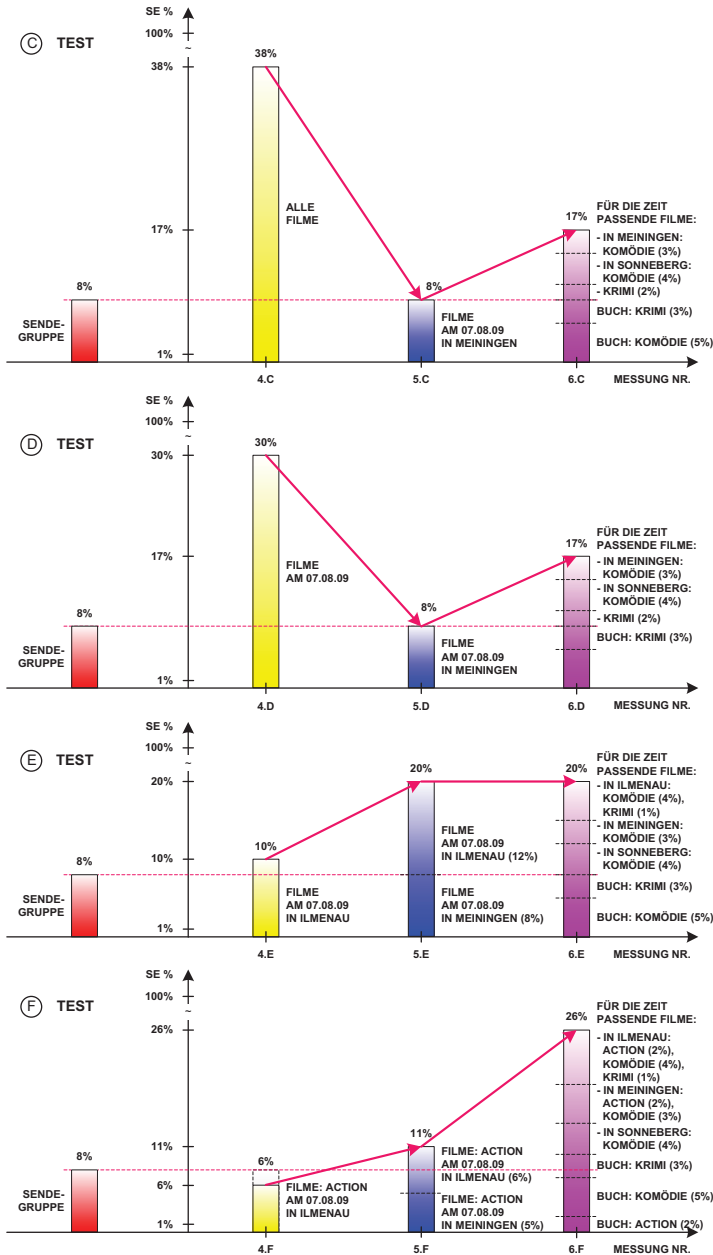 SE %
100%
~
38%
17%
1%
C TEST
8%
SENDE-
GRUPPE
38%
ALLE
FILME
8%
FILME
AM 07.08.09
IN MEININGEN
17%
FÜR DIE ZEIT
PASSENDE FILME:
- IN MEININGEN:
KOMÖDIE (3%)
- IN SONNEBERG:
KOMÖDIE (4%)
- KRIMI (2%)
BUCH: KRIMI (3%)
BUCH: KOMÖDIE (5%)
4.C
5.C
6.C
MESSUNG NR.
SE %
100%
~
30%
17%
1%
D TEST
8%
SENDE-
GRUPPE
30%
FILME
AM 07.08.09
8%
FILME
AM 07.08.09
IN MEININGEN
17%
FÜR DIE ZEIT
PASSENDE FILME:
- IN MEININGEN:
KOMÖDIE (3%)
- IN SONNEBERG:
KOMÖDIE (4%)
- KRIMI (2%)
BUCH: KRIMI (3%)
4.D
5.D
6.D
MESSUNG NR.
SE %
100%
~
20%
10%
1%
E TEST
8%
SENDE-
GRUPPE
10%
FILME
AM 07.08.09
IN ILMENAU
20%
FILME
AM 07.08.09
IN ILMENAU (12%)
FILME
AM 07.08.09
IN MEININGEN (8%)
20%
FÜR DIE ZEIT
PASSENDE FILME:
- IN ILMENAU:
KOMÖDIE (4%),
KRIMI (1%)
- IN MEININGEN:
KOMÖDIE (3%)
- IN SONNEBERG:
KOMÖDIE (4%)
BUCH: KRIMI (3%)
BUCH: KOMÖDIE (5%)
4.E
5.E
6.E
MESSUNG NR.
SE %
100%
~
26%
11%
6%
1%
F TEST
8%
SENDE-
GRUPPE
6%
FILME: ACTION
AM 07.08.09
IN ILMENAU
11%
FILME: ACTION
AM 07.08.09
IN ILMENAU (6%)
FILME: ACTION
AM 07.08.09
IN MEININGEN (5%)
26%
FÜR DIE ZEIT
PASSENDE FILME:
- IN ILMENAU:
ACTION (2%),
KOMÖDIE (4%),
KRIMI (1%)
- IN MEININGEN:
ACTION (2%),
KOMÖDIE (3%)
- IN SONNEBERG:
KOMÖDIE (4%)
BUCH: KRIMI (3%)
BUCH: KOMÖDIE (5%)
BUCH: ACTION (2%)
4.F
5.F
6.F
MESSUNG NR.